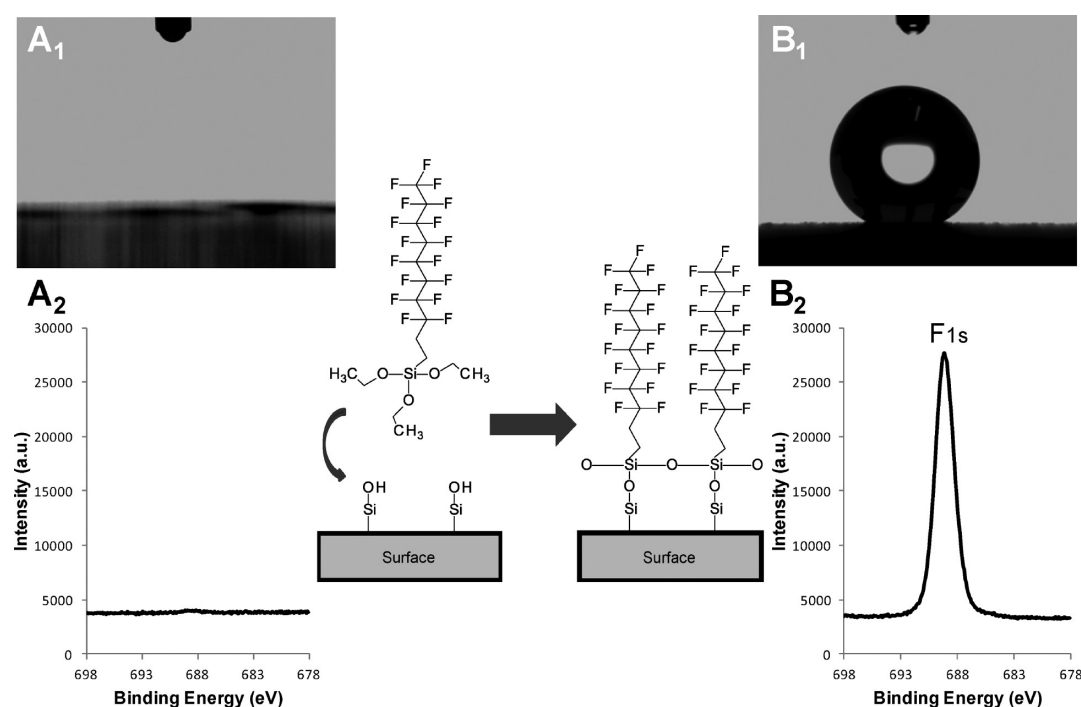 A1
B1
F
F F
F F
F F
F F
F F
F F
F F
F F
H3C O Si O CH3
O
CH3
OH OH
Si Si
Surface
F F
F F F F
F F F F
F F F F
F F F F
F F F F
F F F F
F F F F
F F F F
O Si O Si O
O O
Si Si
Surface
A2
Intensity (a.u.)
30000
25000
20000
15000
10000
5000
0
698 693 688 683 678
Binding Energy (eV)
B2
F1s
Intensity (a.u.)
30000
25000
20000
15000
10000
5000
0
698 693 688 683 678
Binding Energy (eV)